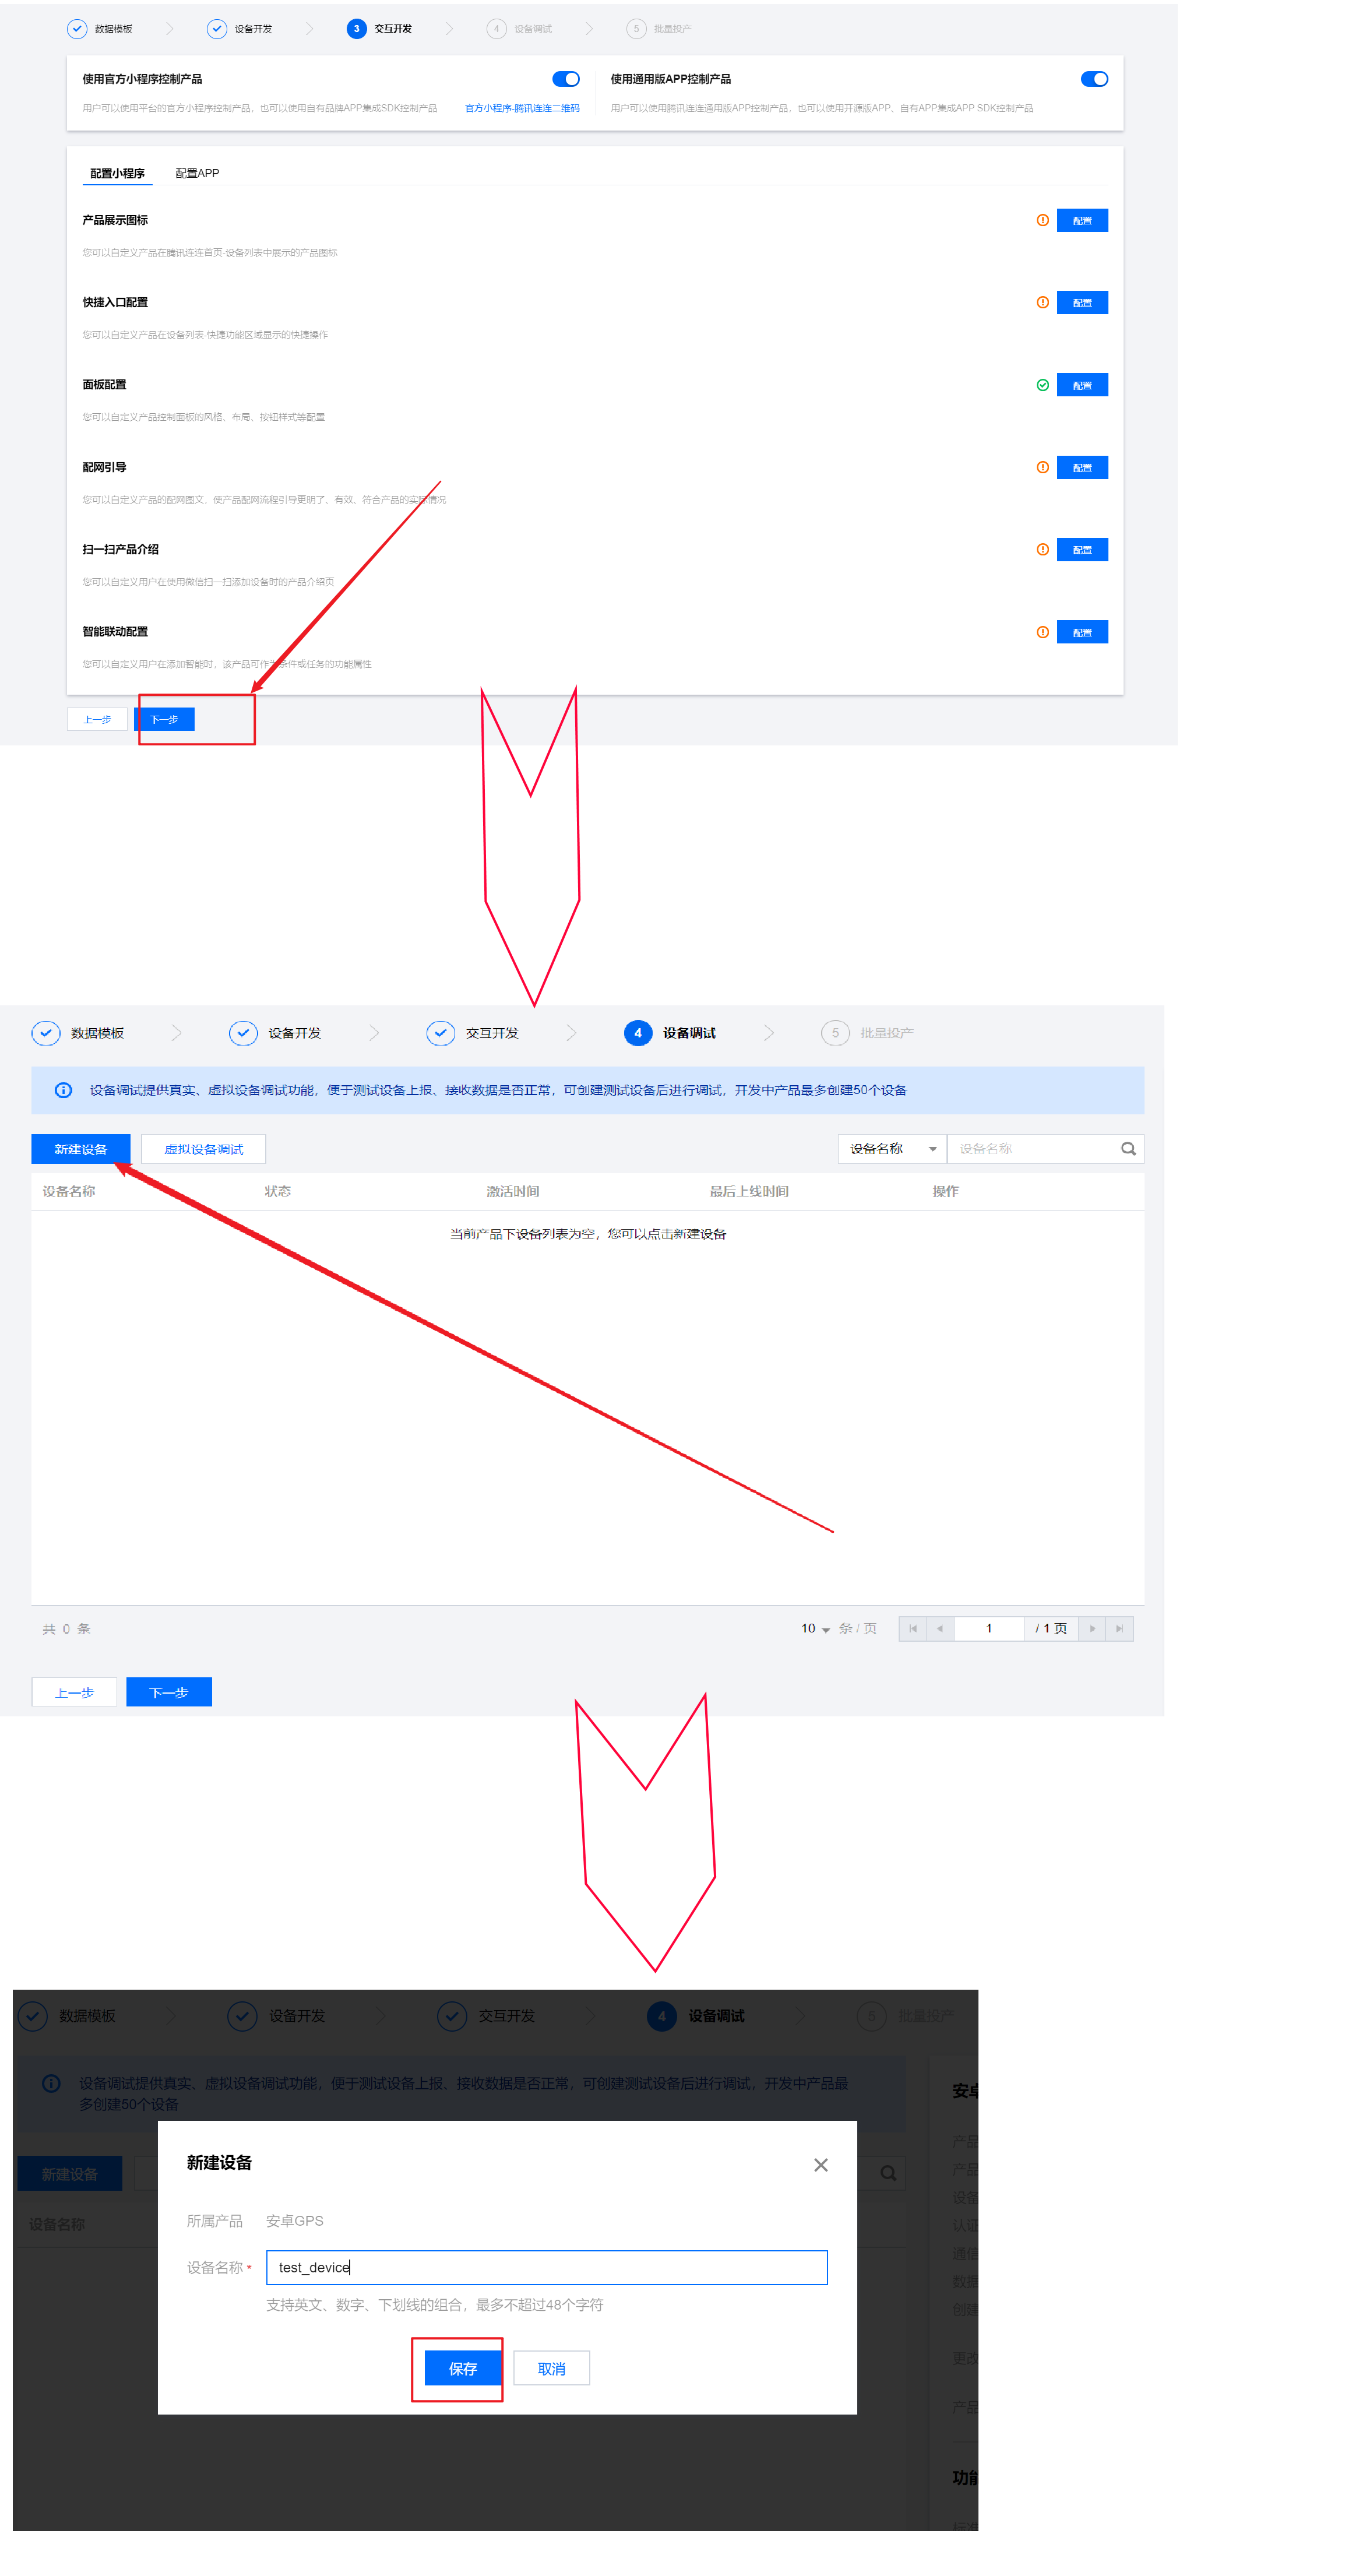 数据模板 设备开发 3 交互开发 4 设备调试 5 批量投产
使用官方小程序控制产品 使用通用版APP控制产品
用户可以使用平台的官方小程序控制产品，也可以使用自有品牌APP集成SDK控制产品 官方小程序-腾讯连连二维码 用户可以使用腾讯连连通用版APP控制产品，也可以使用开源版APP、自有APP集成APP SDK控制产品
配置小程序 配置APP
产品展示图标 配置
您可以自定义产品在腾讯连连首页-设备列表中展示的产品图标
快捷入口配置 配置
您可以自定义产品在设备列表-快捷功能区域显示的快捷操作
面板配置 配置
您可以自定义产品控制面板的风格、布局、按钮样式等配置
配网引导 配置
您可以自定义产品的配网图文，使产品配网流程引导更明了、有效、符合产品的实际情况
扫一扫产品介绍 配置
您可以自定义用户在使用微信扫一扫添加设备时的产品介绍页
智能联动配置 配置
您可以自定义用户在添加智能时，该产品可作为条件或任务的功能属性
上一步 下一步
数据模板 设备开发 交互开发 4 设备调试 5 批量投产
设备调试提供真实、虚拟设备调试功能，便于测试设备上报、接收数据是否正常，可创建测试设备后进行调试，开发中产品最多创建50个设备
新建设备 虚拟设备调试 设备名称 设备名称
设备名称 状态 激活时间 最后上线时间 操作
当前产品下设备列表为空，您可以点击新建设备
共 0 条 10 条 / 页 1 / 1 页
上一步 下一步
数据模板 设备开发 交互开发 4 设备调试 5 批量投产
设备调试提供真实、虚拟设备调试功能，便于测试设备上报、接收数据是否正常，可创建测试设备后进行调试，开发中产品最
多创建50个设备
安卓
产品
新建设备
新建设备
产品
设备
设备名称
所属产品 安卓GPS
认证
通信
设备名称 * test_device
数据
支持英文、数字、下划线的组合，最多不超过48个字符
创建
更改
保存 取消
产品
功能
标准